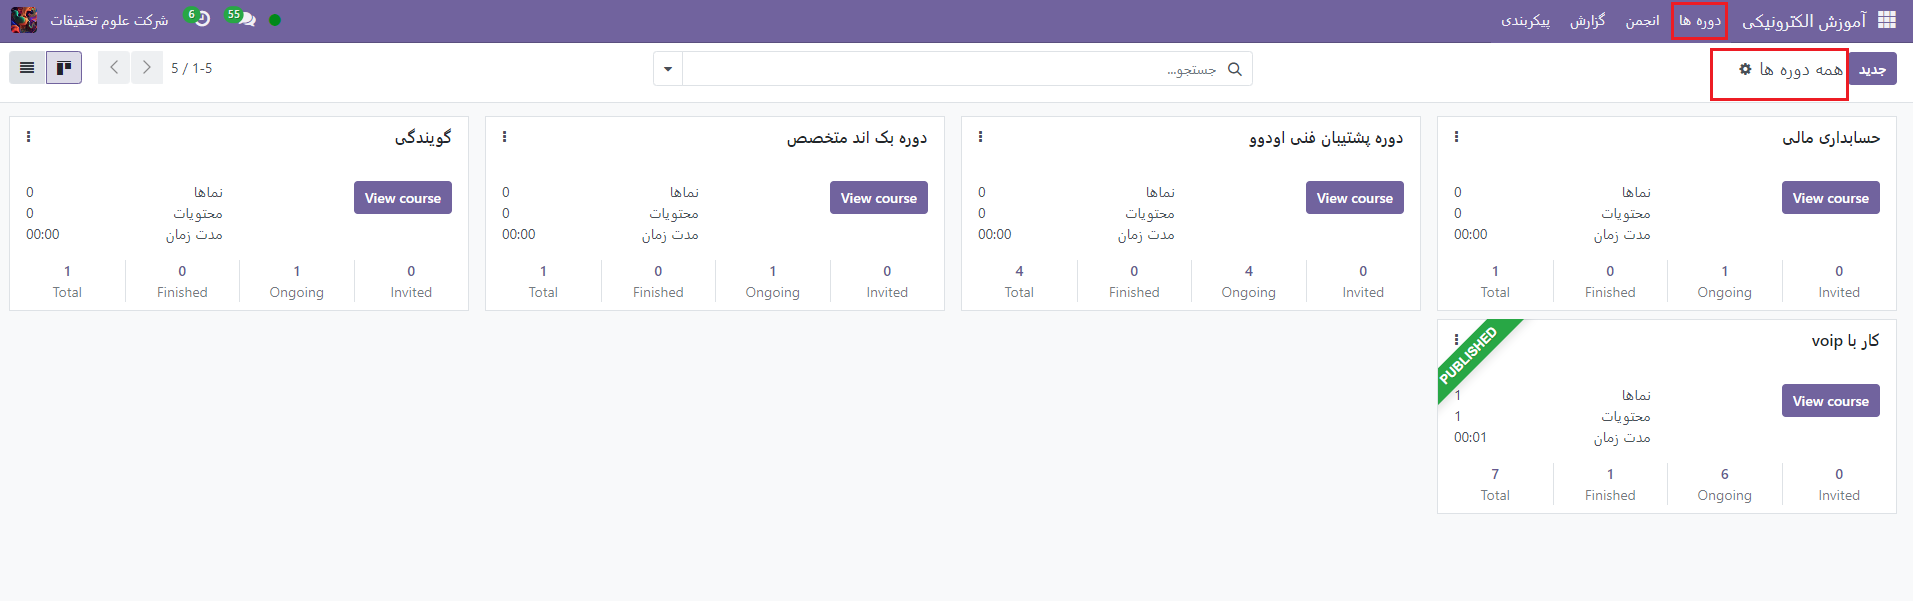 آموزش الکترونیکی دوره ها انجمن گزارش پیکربندی 55 6 شرکت علوم تحقیقات
جدید همه دوره ها جستجو... 1-5 / 5
حسابداری مالی
View course
نماها 0
محتویات 0
مدت زمان 00:00
0 Invited
1 Ongoing
0 Finished
1 Total
دوره پشتیبان فنی اودوو
View course
نماها 0
محتویات 0
مدت زمان 00:00
0 Invited
4 Ongoing
0 Finished
4 Total
دوره بک اند متخصص
View course
نماها 0
محتویات 0
مدت زمان 00:00
0 Invited
1 Ongoing
0 Finished
1 Total
گویندگی
View course
نماها 0
محتویات 0
مدت زمان 00:00
0 Invited
1 Ongoing
0 Finished
1 Total
کار با voip
PUBLISHED
View course
نماها 1
محتویات 1
مدت زمان 00:01
0 Invited
6 Ongoing
1 Finished
7 Total